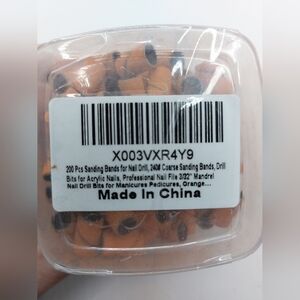 X003VXR4Y9
200 Pcs Sanding Bands for Nail Drill, 240# Coarse Sanding Bands, Drill
Bits for Acrylic Nails, Professional Nail File 3/32" Mandrel
Nail Drill Bits for Manicures Pedicures, Orange...
Made In China